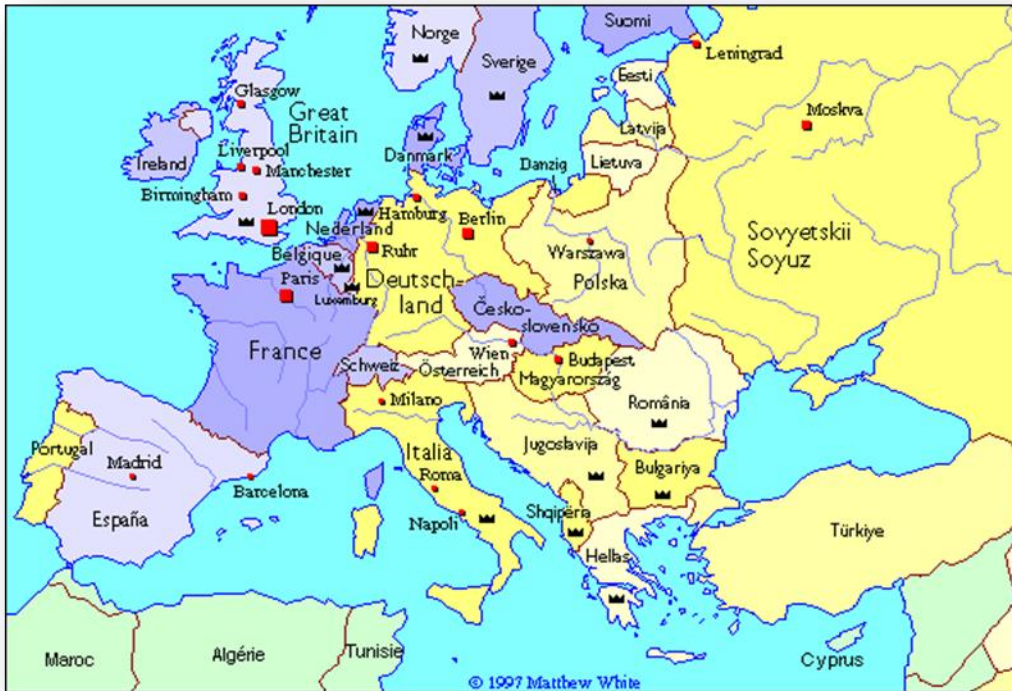 Norge
Suomi
Leningrad
Sverige
Eesti
Glasgow
Great
Britain
Moskva
Latvija
Ireland
Liverpool
Manchester
Danmark
Danzig
Lietuva
Birmingham
London
Hamburg
Nederland
Berlin
Belgique
Ruhr
Warszawa
Sovyetskii
Soyuz
Paris
Luxemburg
Deutsch-
land
Polska
Česko-
slovensko
France
Schweiz
Wien
Österreich
Budapest
Magyarország
Milano
România
Portugal
Madrid
Barcelona
España
Italia
Roma
Napoli
Jugoslavija
Bulgariya
Shqipëria
Hellas
Türkiye
Maroc
Algérie
Tunisie
Cyprus
© 1997 Matthew White